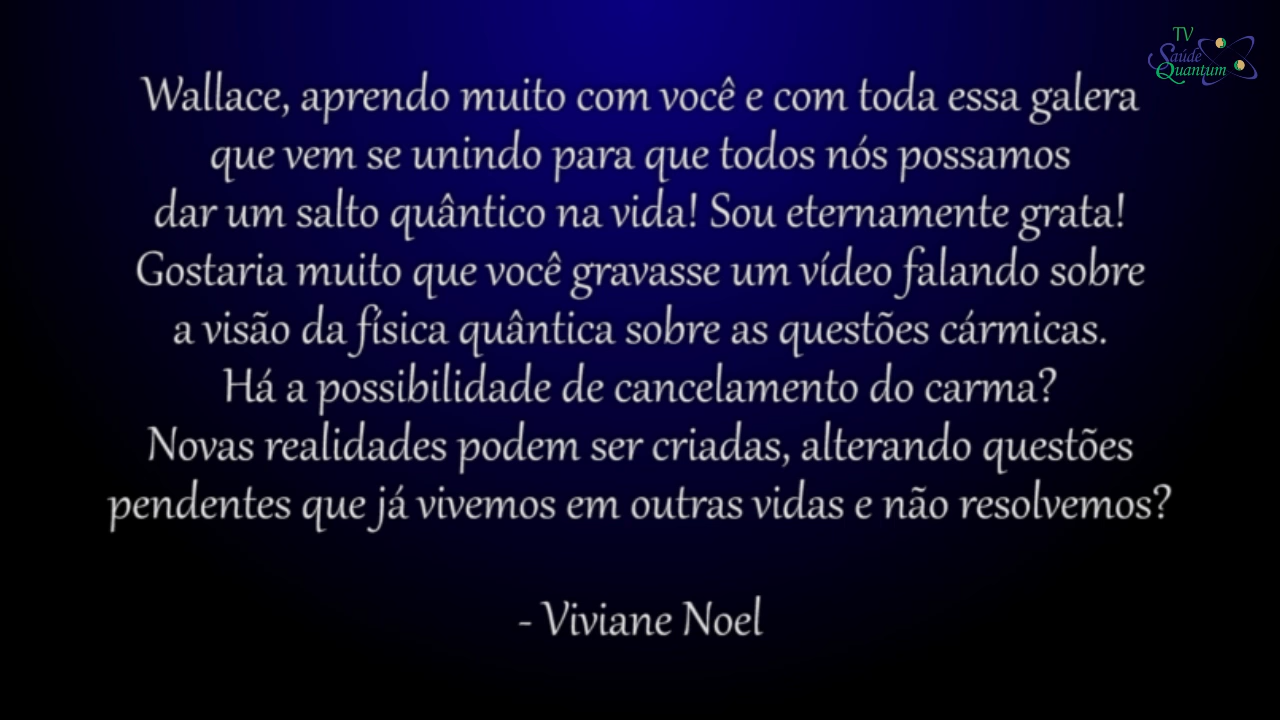 TV
Saúde
Quantum
Wallace, aprendo muito com você e com toda essa galera
que vem se unindo para que todos nós possamos
dar um salto quântico na vida! Sou eternamente grata!
Gostaria muito que você gravasse um vídeo falando sobre
a visão da física quântica sobre as questões cármicas.
Há a possibilidade de cancelamento do carma?
Novas realidades podem ser criadas, alterando questões
pendentes que já vivemos em outras vidas e não resolvemos?
- Viviane Noel